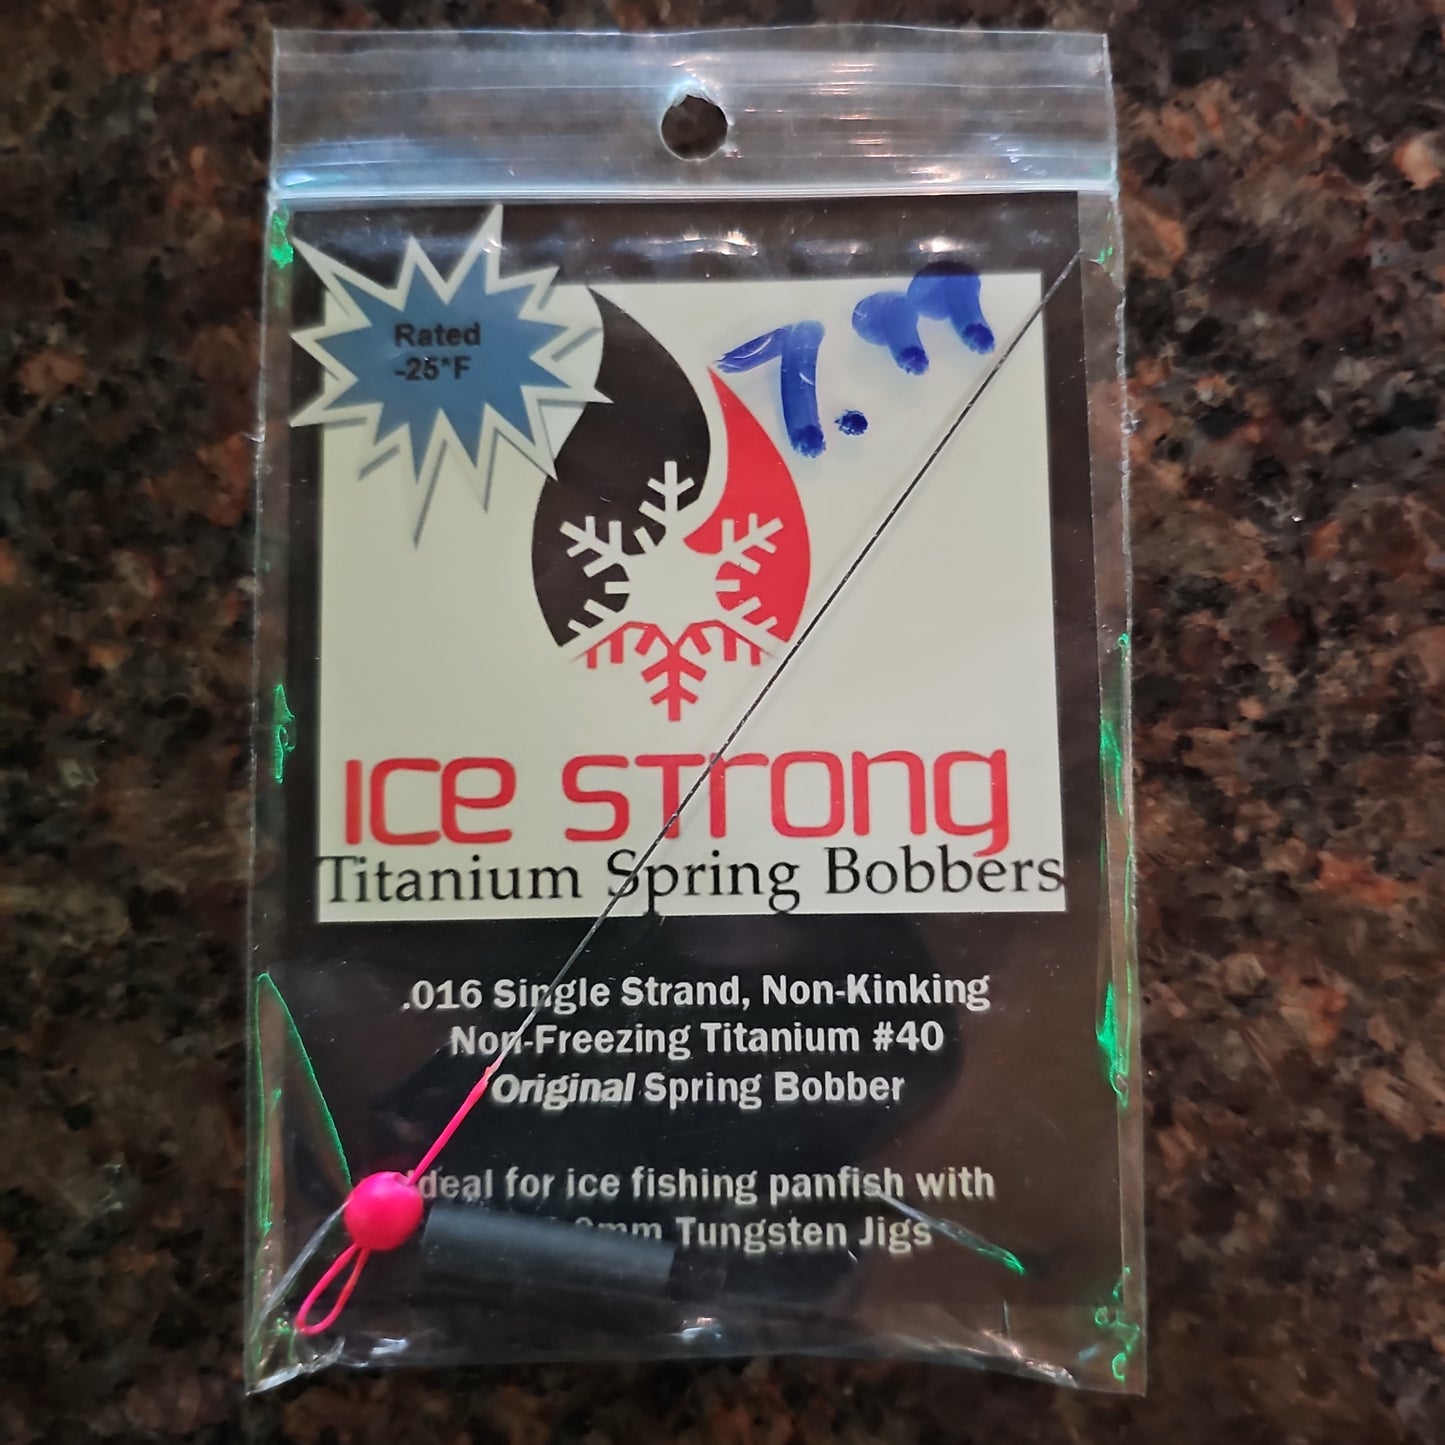 Rated
-25*F
7."
Ice Strong
Titanium Spring Bobbers
.016 Single Strand, Non-Kinking
Non-Freezing Titanium #40
Original Spring Bobber
Ideal for ice fishing panfish with
Tungsten Jigs